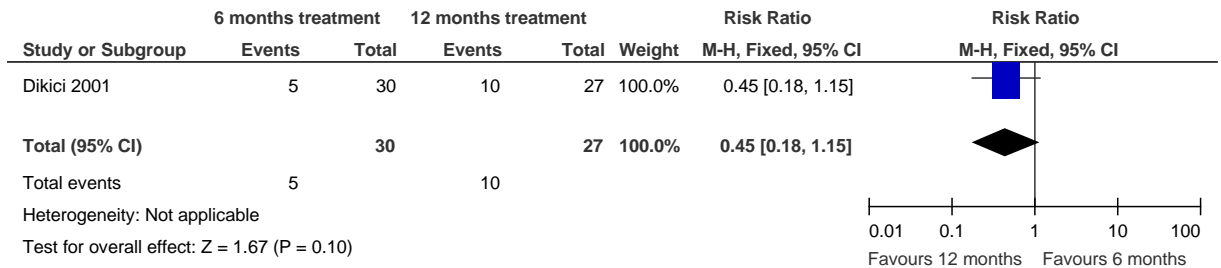 6 months treatment 12 months treatment Risk Ratio Risk Ratio
Study or Subgroup Events Total Events Total Weight M-H, Fixed, 95% CI M-H, Fixed, 95% CI
Dikici 2001 5 30 10 27 100.0% 0.45 [0.18, 1.15]
Total (95% CI) 30 27 100.0% 0.45 [0.18, 1.15]
Total events 5 10
Heterogeneity: Not applicable
Test for overall effect: Z = 1.67 (P = 0.10)
0.01 0.1 1 10 100
Favours 12 months Favours 6 months